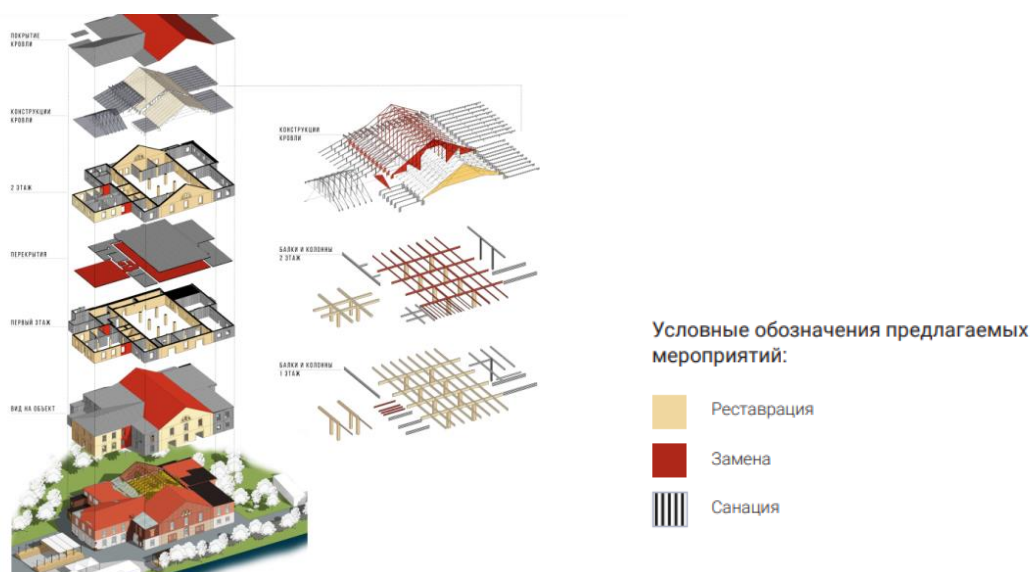 ПОКРЫТИЕ
КРОВЛИ
КОНСТРУКЦИИ
КРОВЛИ
2 ЭТАЖ
ПЕРЕКРЫТИЯ
ПЕРВЫЙ ЭТАЖ
ВИД НА ОБЪЕКТ
КОНСТРУКЦИИ
КРОВЛИ
БАЛКИ И КОЛОННЫ
2 ЭТАЖ
БАЛКИ И КОЛОННЫ
1 ЭТАЖ
Условные обозначения предлагаемых
мероприятий:
Реставрация
Замена
Санация